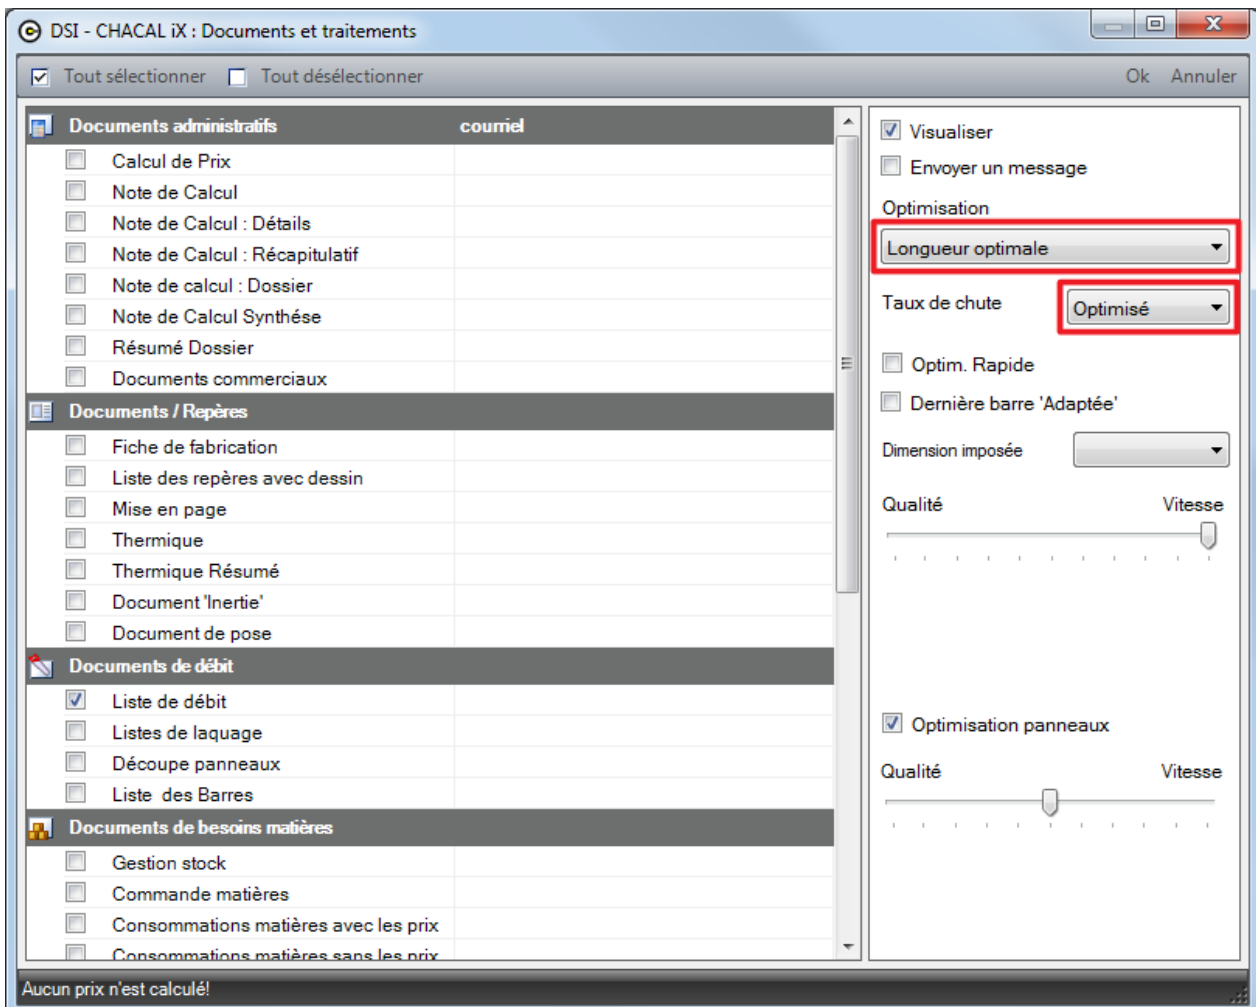 DSI - CHACAL iX : Documents et traitements
Tout sélectionner Tout désélectionner Ok Annuler
Documents administratifs courriel
Calcul de Prix
Note de Calcul
Note de Calcul : Détails
Note de Calcul : Récapitulatif
Note de calcul : Dossier
Note de Calcul Synthése
Résumé Dossier
Documents commerciaux
Documents / Repères
Fiche de fabrication
Liste des repères avec dessin
Mise en page
Thermique
Thermique Résumé
Document 'Inertie'
Document de pose
Documents de débit
Liste de débit
Listes de laquage
Découpe panneaux
Liste des Barres
Documents de besoins matières
Gestion stock
Commande matières
Consommations matières avec les prix
Consommations matières sans les prix
Visualiser
Envoyer un message
Optimisation
Longueur optimale
Taux de chute Optimisé
Optim. Rapide
Dernière barre 'Adaptée'
Dimension imposée
Qualité Vitesse
Optimisation panneaux
Qualité Vitesse
Aucun prix n'est calculé!